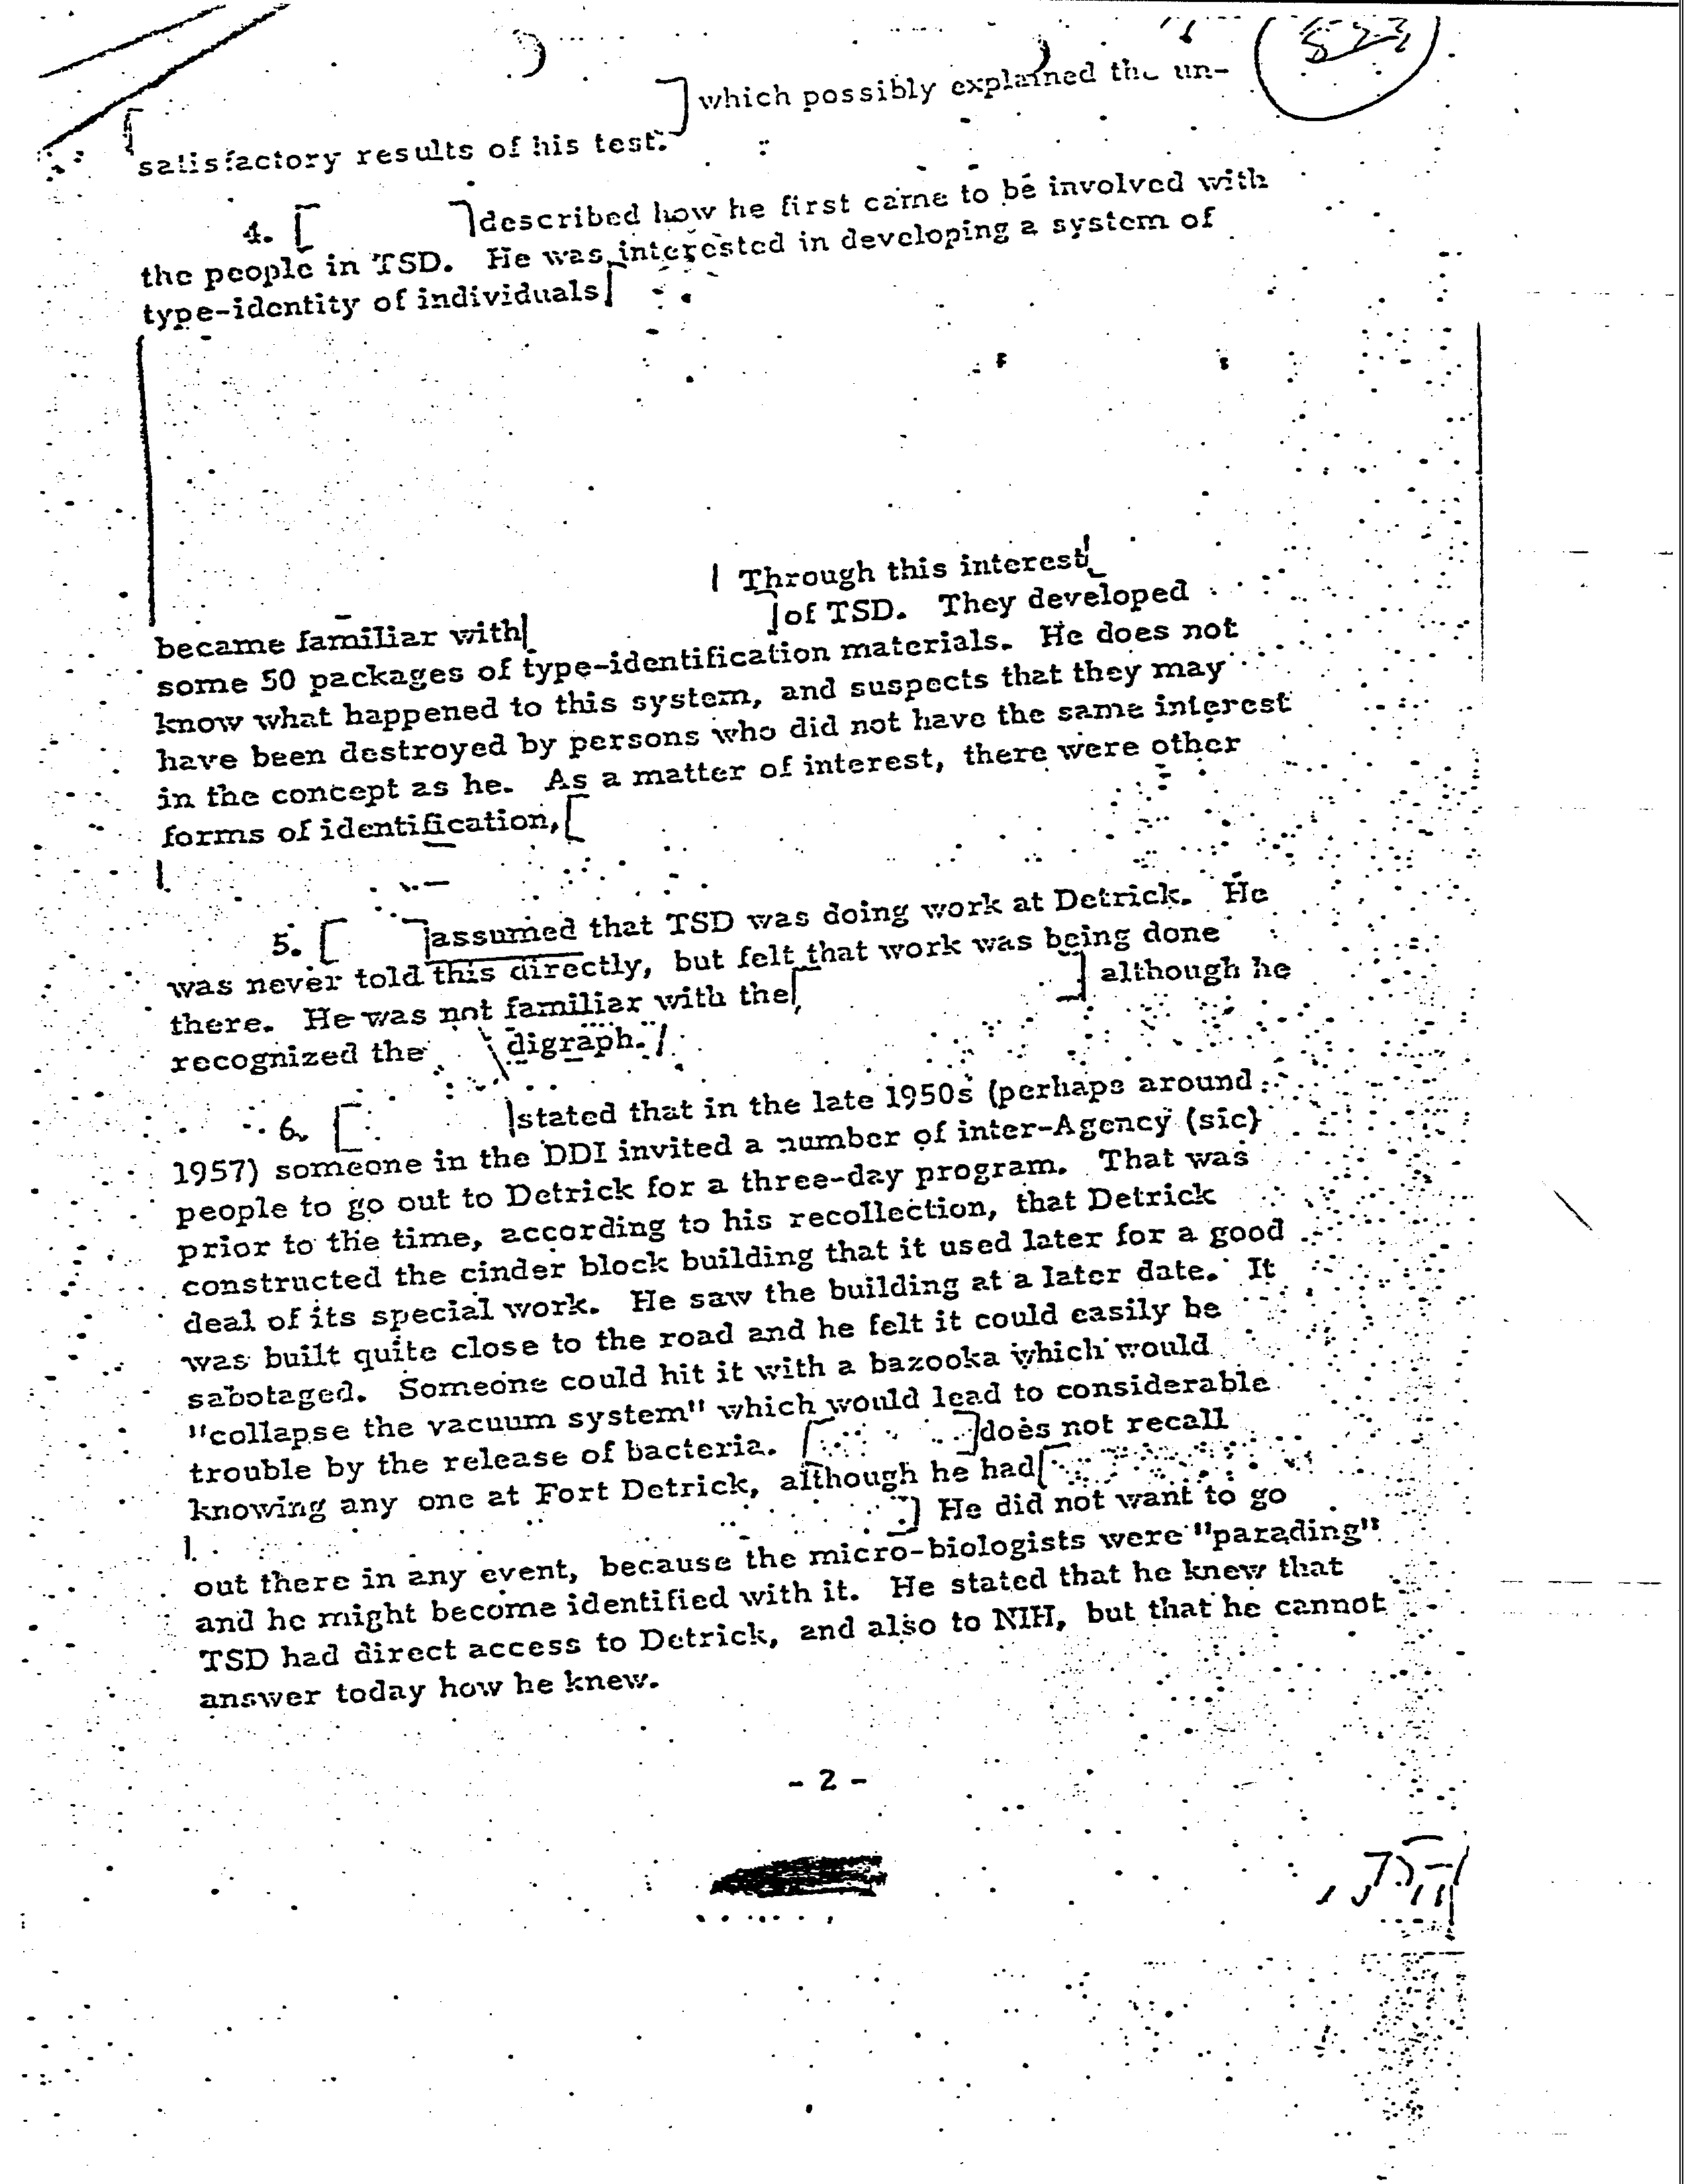 which possibly explained the un-
satisfactory results of his test.
4. [ ] described how he first came to be involved with
the people in TSD. He was interested in developing a system of
type-identity of individuals [
] Through this interest [
became familiar with [ ] of TSD. They developed
some 50 packages of type-identification materials. He does not
know what happened to this system, and suspects that they may
have been destroyed by persons who did not have the same interest
in the concept as he. As a matter of interest, there were other
forms of identification, [
5. [ ] assumed that TSD was doing work at Detrick. He
was never told this directly, but felt that work was being done
there. He was not familiar with the [ ] although he
recognized the digraph.
6. [ ] stated that in the late 1950s (perhaps around
1957) someone in the DDI invited a number of inter-Agency (sic)
people to go out to Detrick for a three-day program. That was
prior to the time, according to his recollection, that Detrick
constructed the cinder block building that it used later for a good
deal of its special work. He saw the building at a later date. It
was built quite close to the road and he felt it could easily be
sabotaged. Someone could hit it with a bazooka which would
"collapse the vacuum system" which would lead to considerable
trouble by the release of bacteria. [ ] does not recall
knowing any one at Fort Detrick, although he had [
] He did not want to go
out there in any event, because the micro-biologists were "parading"
and he might become identified with it. He stated that he knew that
TSD had direct access to Detrick, and also to NIH, but that he cannot
answer today how he knew.
- 2 -